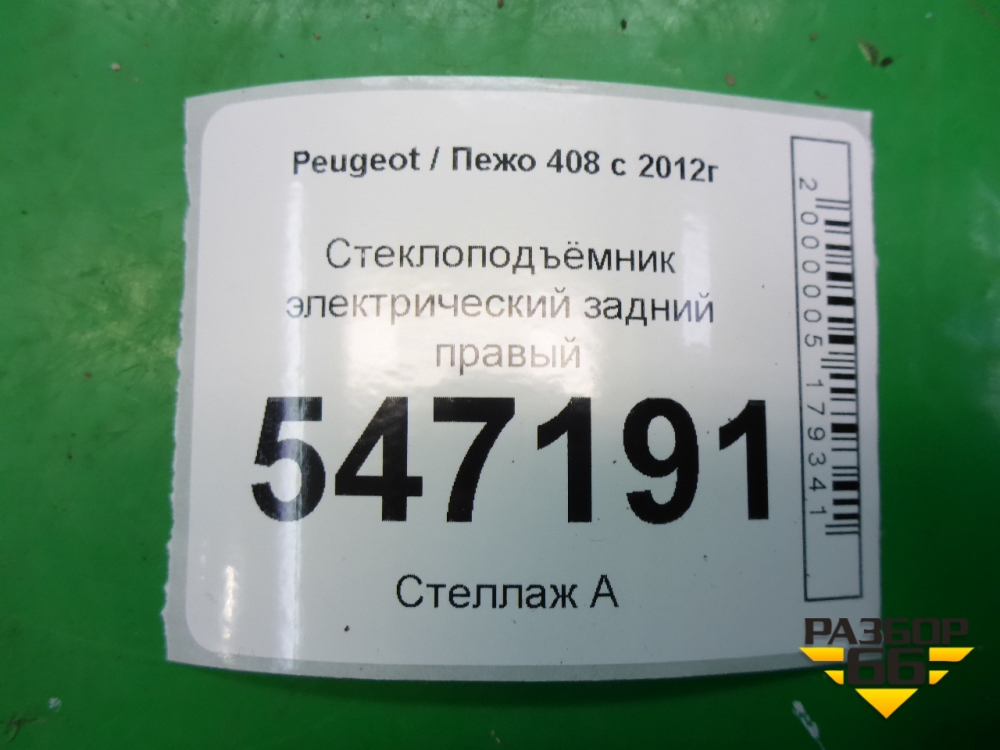 Peugeot / Пежо 408 с 2012г
Стеклоподъёмник
электрический задний
правый
547191
Стеллаж А
2000005179341
РАЗБОР
66